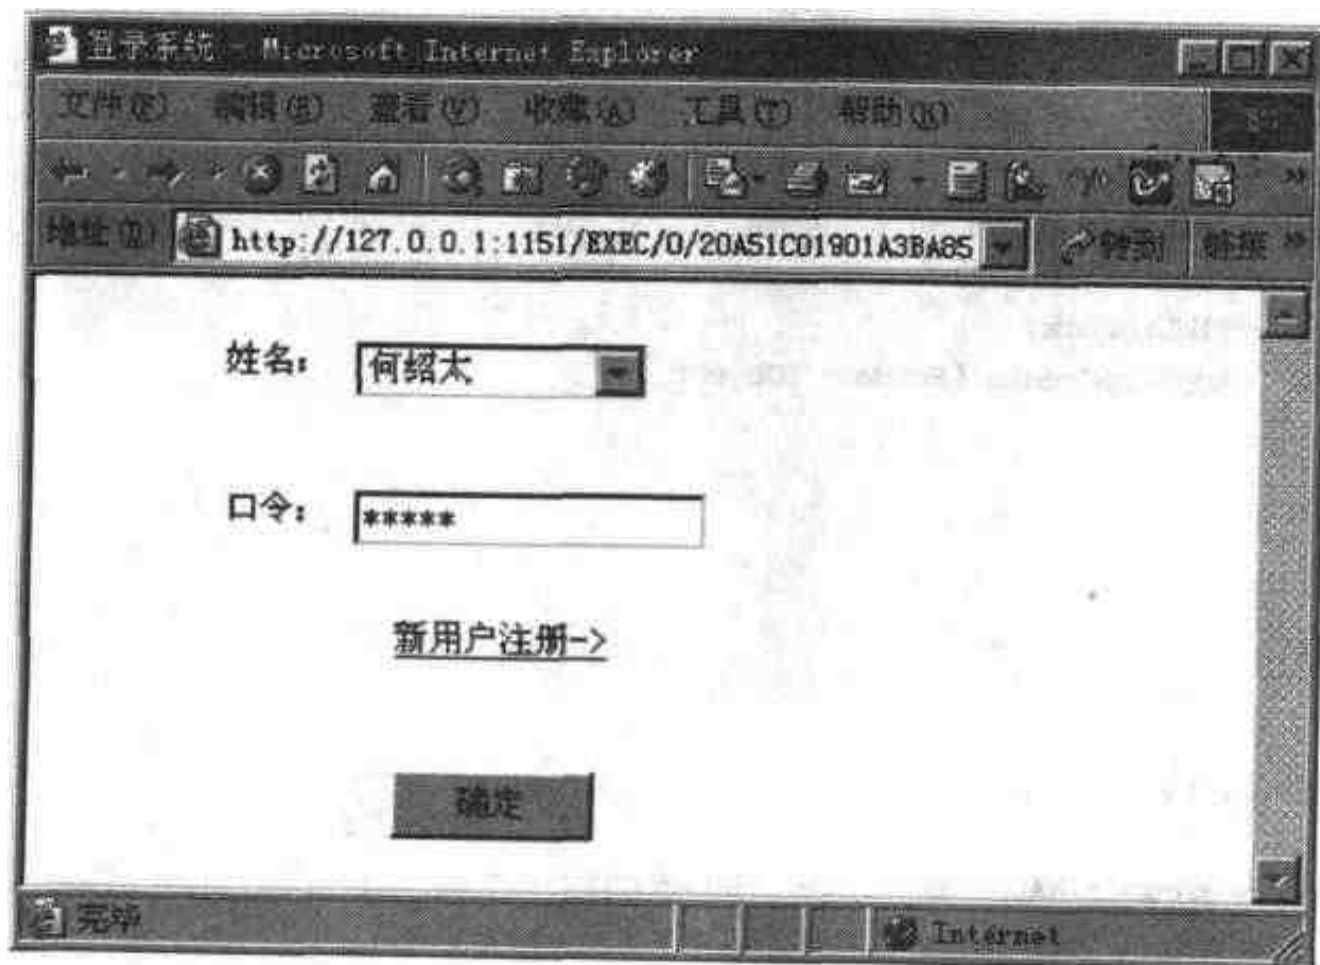 登录系统 - Microsoft Internet Explorer
文件(F) 编辑(E) 查看(V) 收藏(A) 工具(T) 帮助(H)
地址(D) http://127.0.0.1:1151/EXEC/0/20A51C01901A3BA85 转到 链接 »
姓名: 何绍太
口令: *****
新用户注册->
确定
完毕 Internet